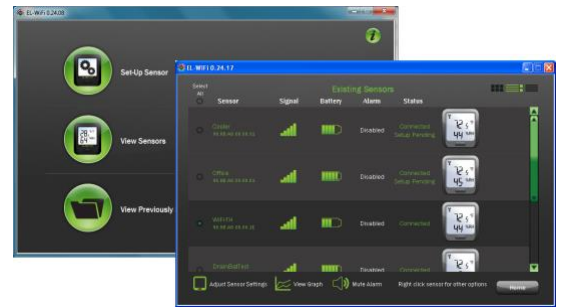 EL-WiFi 0.24.08
Set-Up Sensor
View Sensors
View Previously
EL-WIFI 0.24.17
Select
All
Existing Sensors
Sensor Signal Battery Alarm Status
Cooler
Disabled
Connected
Setup Pending
Office
Disabled
Connected
Setup Pending
Disabled
Connected
Disabled
Adjust Sensor Settings
View Graph
Mute Alarm
Right click sensor for other options
Home